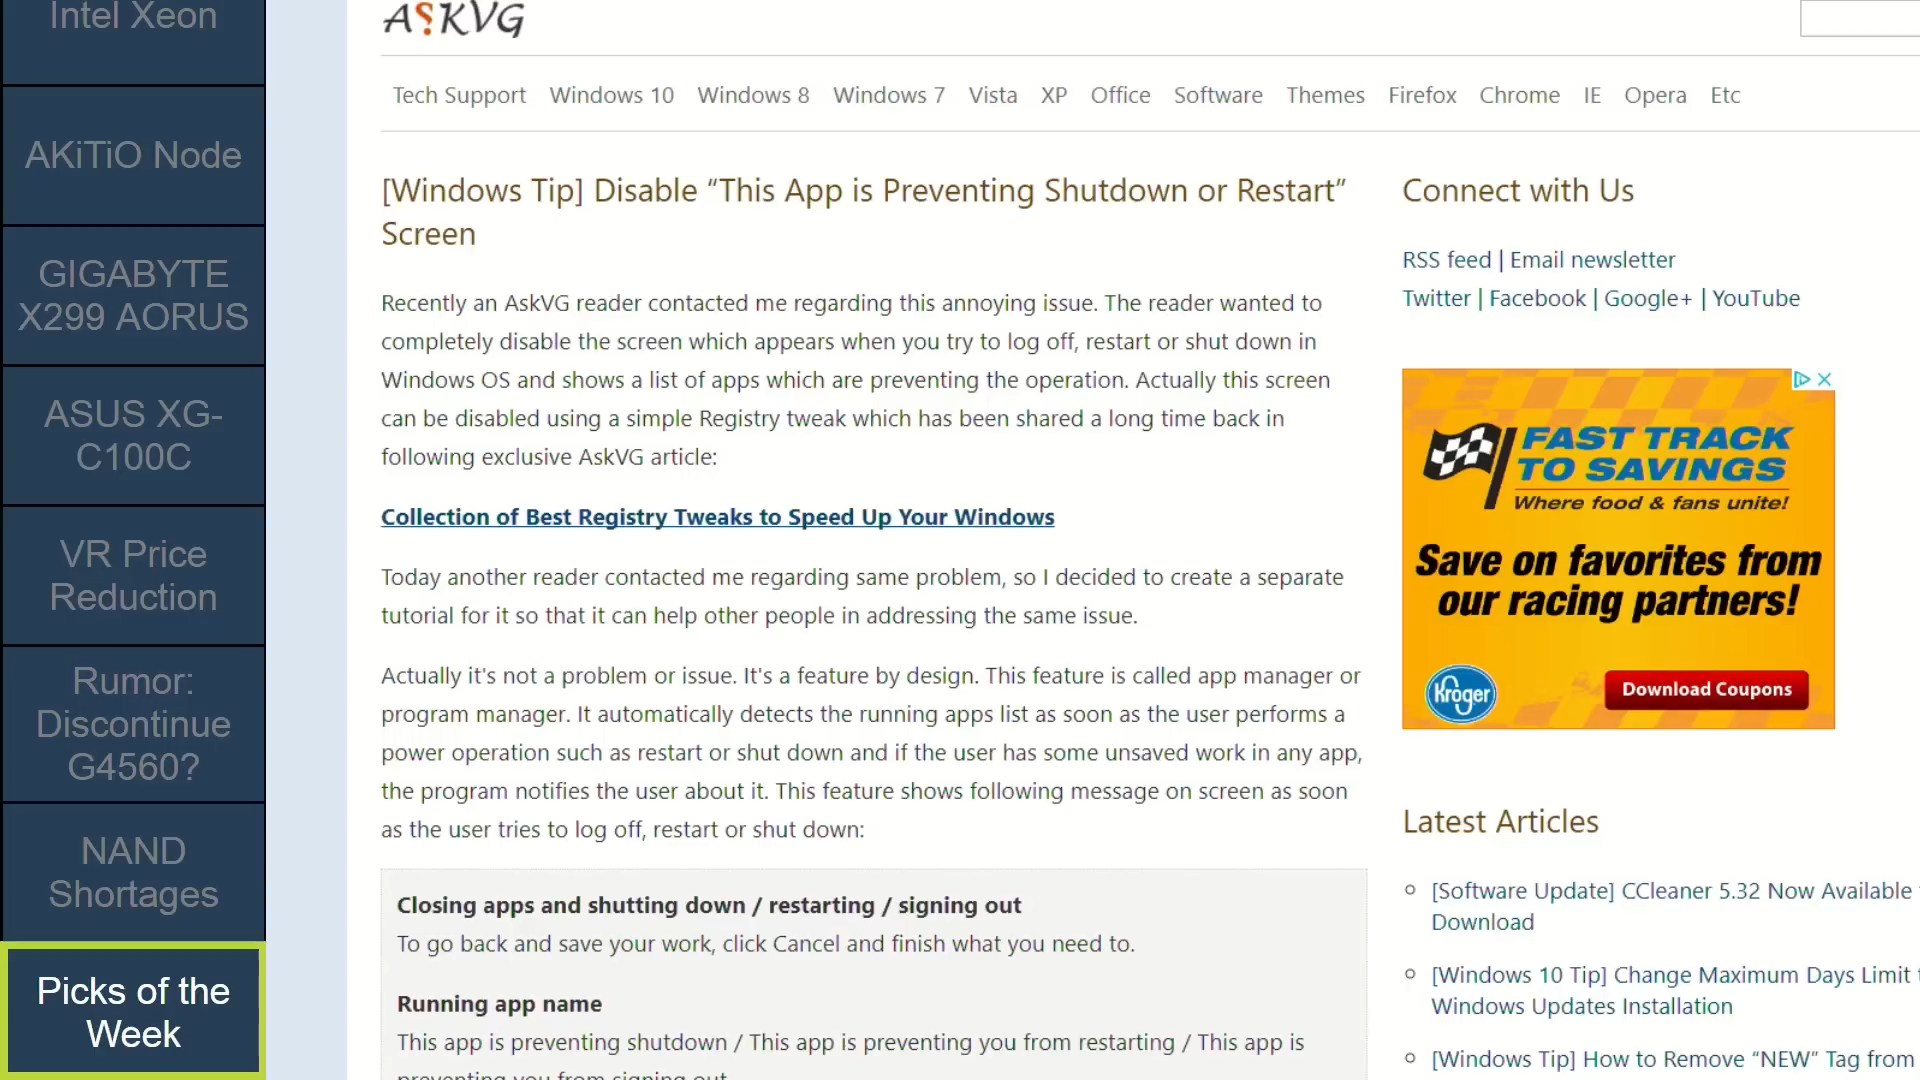 Intel Xeon
AKiTiO Node
GIGABYTE
X299 AORUS
ASUS XG-
C100C
VR Price
Reduction
Rumor:
Discontinue
G4560?
NAND
Shortages
Picks of the
Week
ASKVG
Tech Support Windows 10 Windows 8 Windows 7 Vista XP Office Software Themes Firefox Chrome IE Opera Etc
[Windows Tip] Disable “This App is Preventing Shutdown or Restart”
Screen
Recently an AskVG reader contacted me regarding this annoying issue. The reader wanted to
completely disable the screen which appears when you try to log off, restart or shut down in
Windows OS and shows a list of apps which are preventing the operation. Actually this screen
can be disabled using a simple Registry tweak which has been shared a long time back in
following exclusive AskVG article:
Collection of Best Registry Tweaks to Speed Up Your Windows
Today another reader contacted me regarding same problem, so I decided to create a separate
tutorial for it so that it can help other people in addressing the same issue.
Actually it's not a problem or issue. It's a feature by design. This feature is called app manager or
program manager. It automatically detects the running apps list as soon as the user performs a
power operation such as restart or shut down and if the user has some unsaved work in any app,
the program notifies the user about it. This feature shows following message on screen as soon
as the user tries to log off, restart or shut down:
Closing apps and shutting down / restarting / signing out
To go back and save your work, click Cancel and finish what you need to.
Running app name
This app is preventing shutdown / This app is preventing you from restarting / This app is
preventing you from signing out
Connect with Us
RSS feed | Email newsletter
Twitter | Facebook | Google+ | YouTube
FAST TRACK
TO SAVINGS
Where food & fans unite!
Save on favorites from
our racing partners!
Kroger
Download Coupons
Latest Articles
[Software Update] CCleaner 5.32 Now Available
Download
[Windows 10 Tip] Change Maximum Days Limit
Windows Updates Installation
[Windows Tip] How to Remove “NEW” Tag from